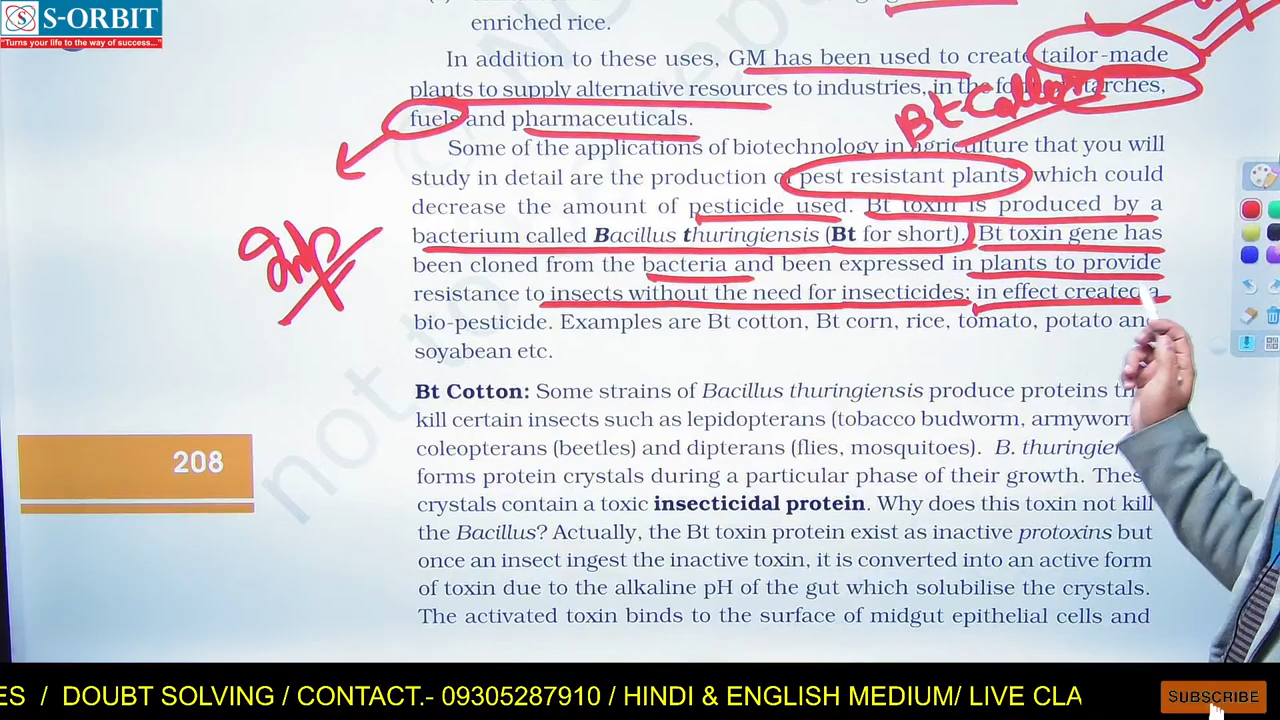 S-ORBIT
"Turns your life to the way of success..."
enriched rice.
In addition to these uses, GM has been used to create tailor-made
plants to supply alternative resources to industries, in the starches,
fuels and pharmaceuticals.
Bt Cotton
Some of the applications of biotechnology in agriculture that you will
study in detail are the production of pest resistant plants, which could
decrease the amount of pesticide used. Bt toxin is produced by a
bacterium called Bacillus thuringiensis (Bt for short). Bt toxin gene has
Imp
been cloned from the bacteria and been expressed in plants to provide
resistance to insects without the need for insecticides; in effect created a
bio-pesticide. Examples are Bt cotton, Bt corn, rice, tomato, potato and
soyabean etc.
Bt Cotton: Some strains of Bacillus thuringiensis produce proteins
kill certain insects such as lepidopterans (tobacco budworm, armyworm
coleopterans (beetles) and dipterans (flies, mosquitoes). B.
forms protein crystals during a particular phase of their growth. These
crystals contain a toxic insecticidal protein. Why does this toxin not kill
the Bacillus? Actually, the Bt toxin protein exist as inactive protoxins but
once an insect ingest the inactive toxin, it is converted into an active form
of toxin due to the alkaline pH of the gut which solubilise the crystals.
The activated toxin binds to the surface of midgut epithelial cells and
208
not to
ES / DOUBT SOLVING / CONTACT.- 09305287910 / HINDI & ENGLISH MEDIUM/ LIVE CLA
SUBSCRIBE